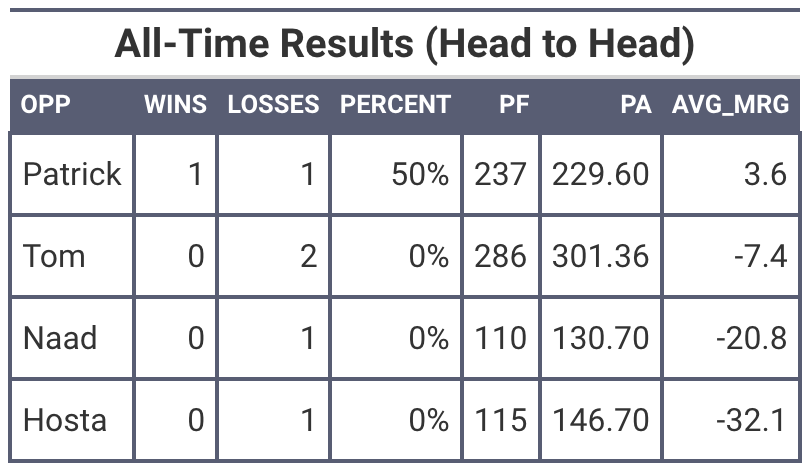 All-Time Results (Head to Head)
OPP WINS LOSSES PERCENT PF PA AVG_MRG
Patrick 1 1 50% 237 229.60 3.6
Tom 0 2 0% 286 301.36 -7.4
Naad 0 1 0% 110 130.70 -20.8
Hosta 0 1 0% 115 146.70 -32.1